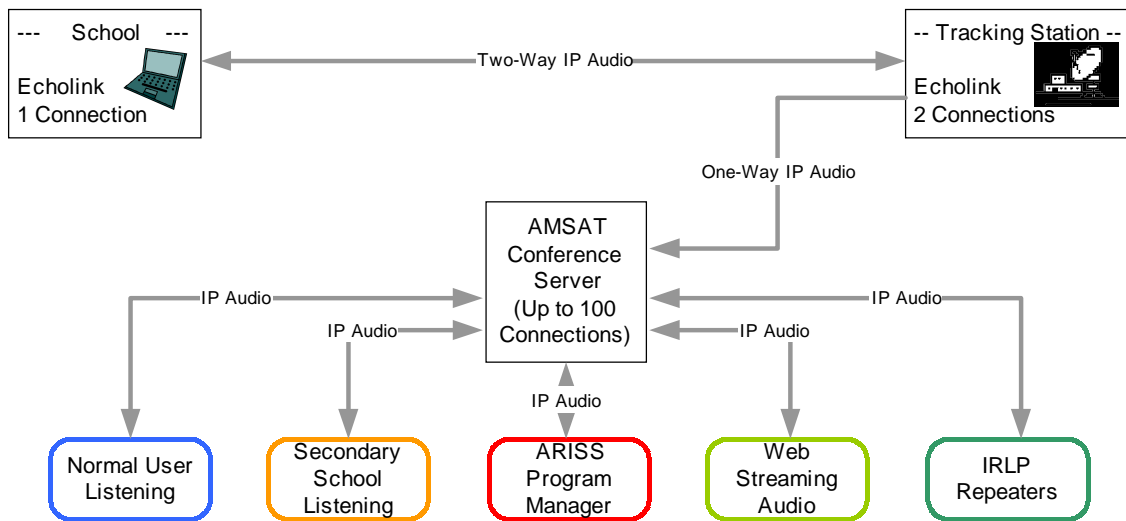 --- School ---
Echolink
1 Connection
Two-Way IP Audio
-- Tracking Station --
Echolink
2 Connections
One-Way IP Audio
AMSAT
Conference
Server
(Up to 100
Connections)
IP Audio
IP Audio
IP Audio
IP Audio
IP Audio
Normal User
Listening
Secondary
School
Listening
ARISS
Program
Manager
Web
Streaming
Audio
IRLP
Repeaters